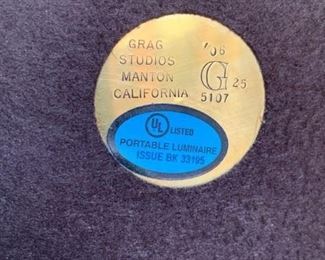 GRAG
STUDIOS
MANTON
CALIFORNIA
'06
G 25
5107
UL LISTED
PORTABLE LUMINAIRE
ISSUE BK 33195